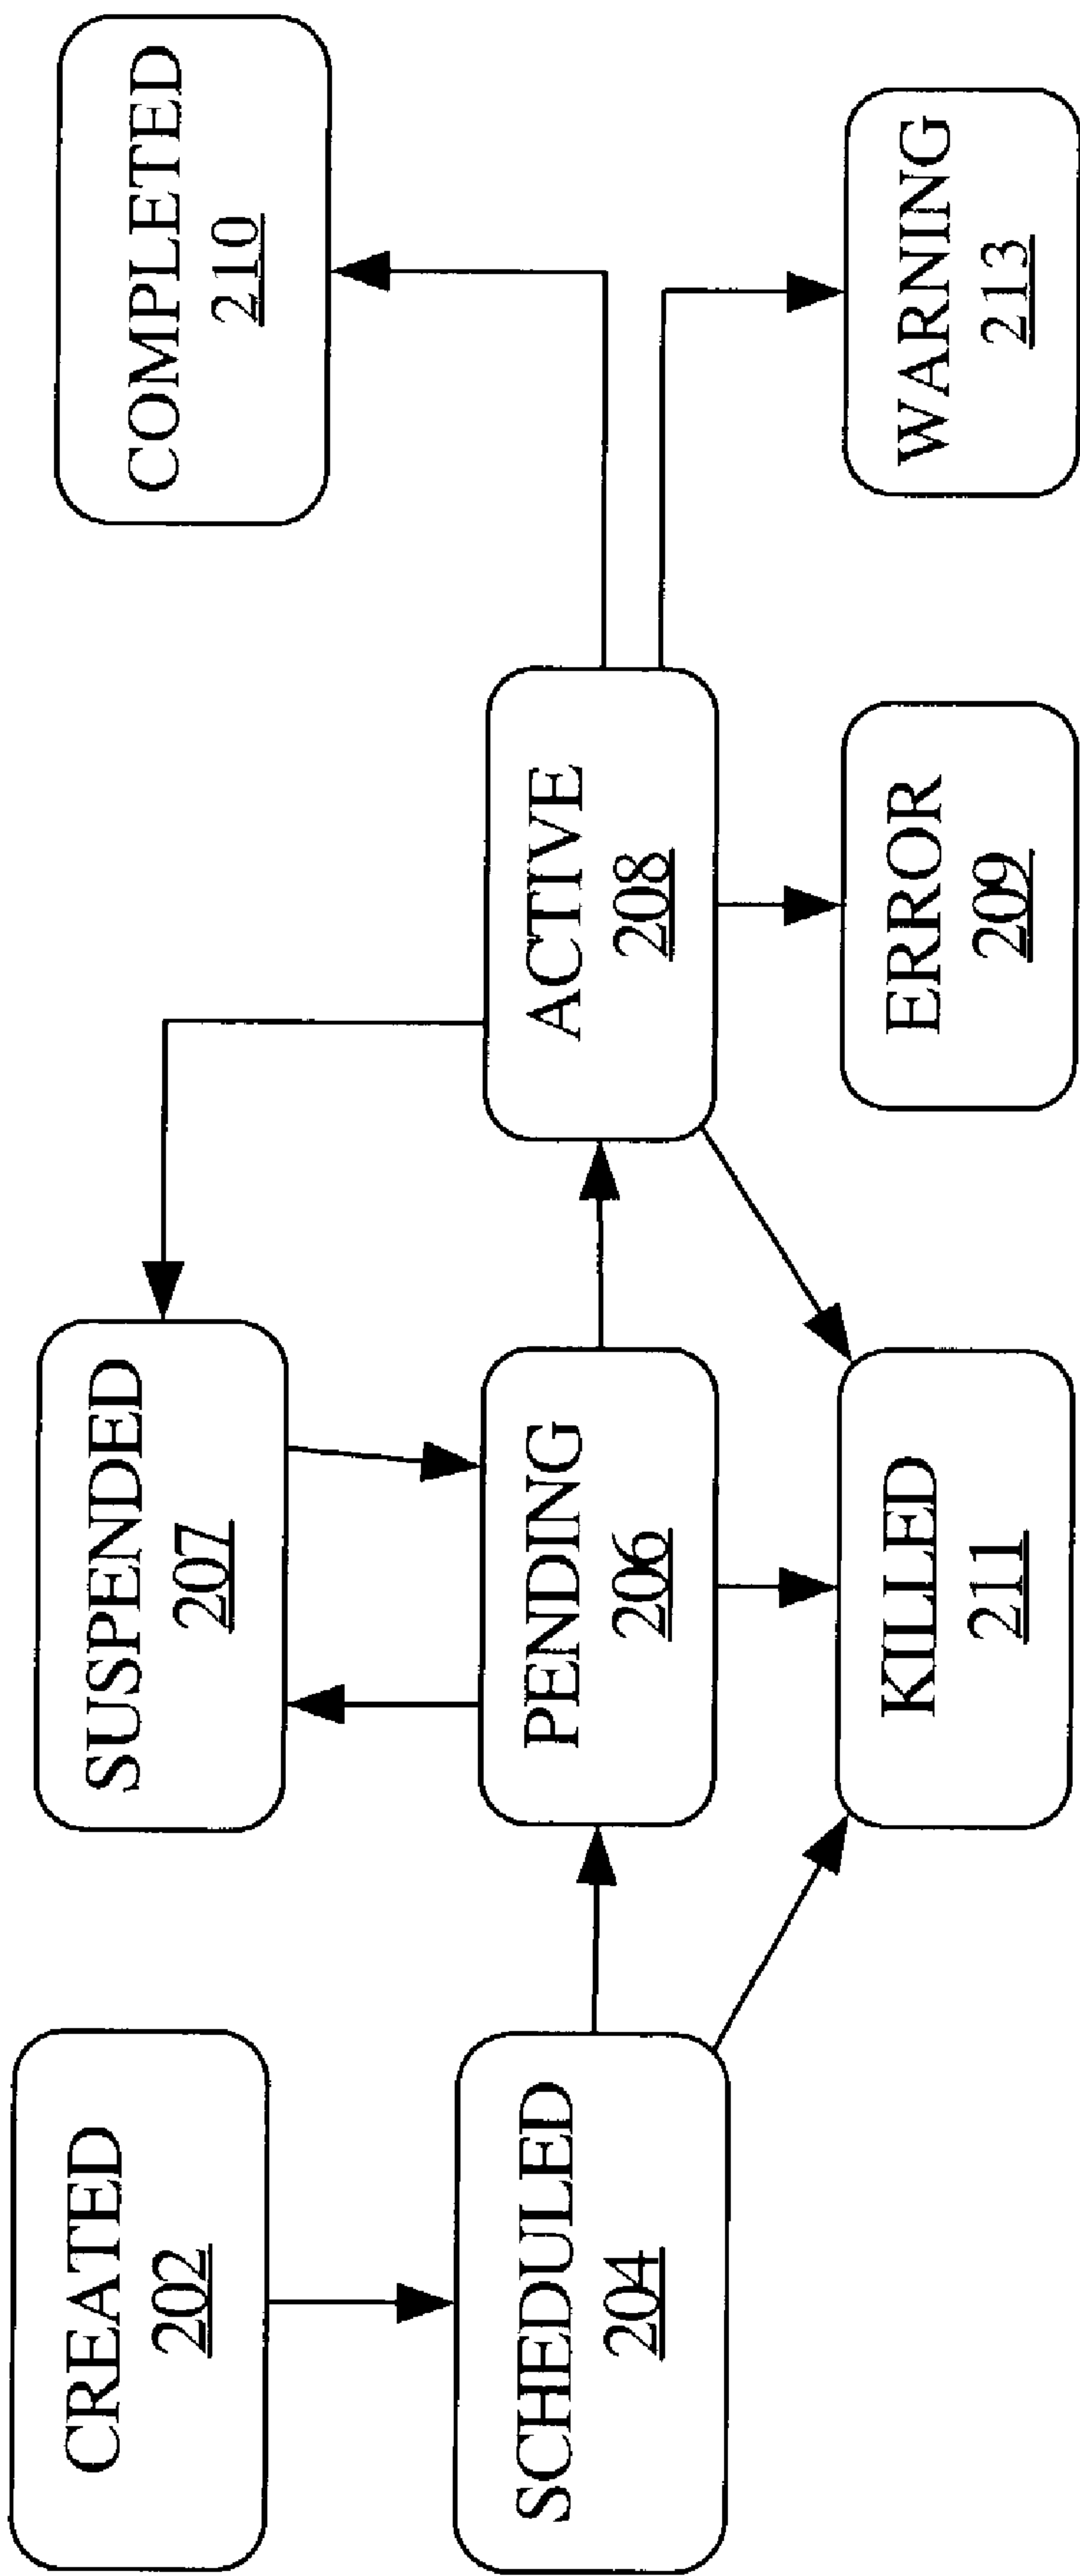 CREATED
202
SUSPENDED
207
COMPLETED
210
SCHEDULED
204
PENDING
206
ACTIVE
208
KILLED
211
ERROR
209
WARNING
213